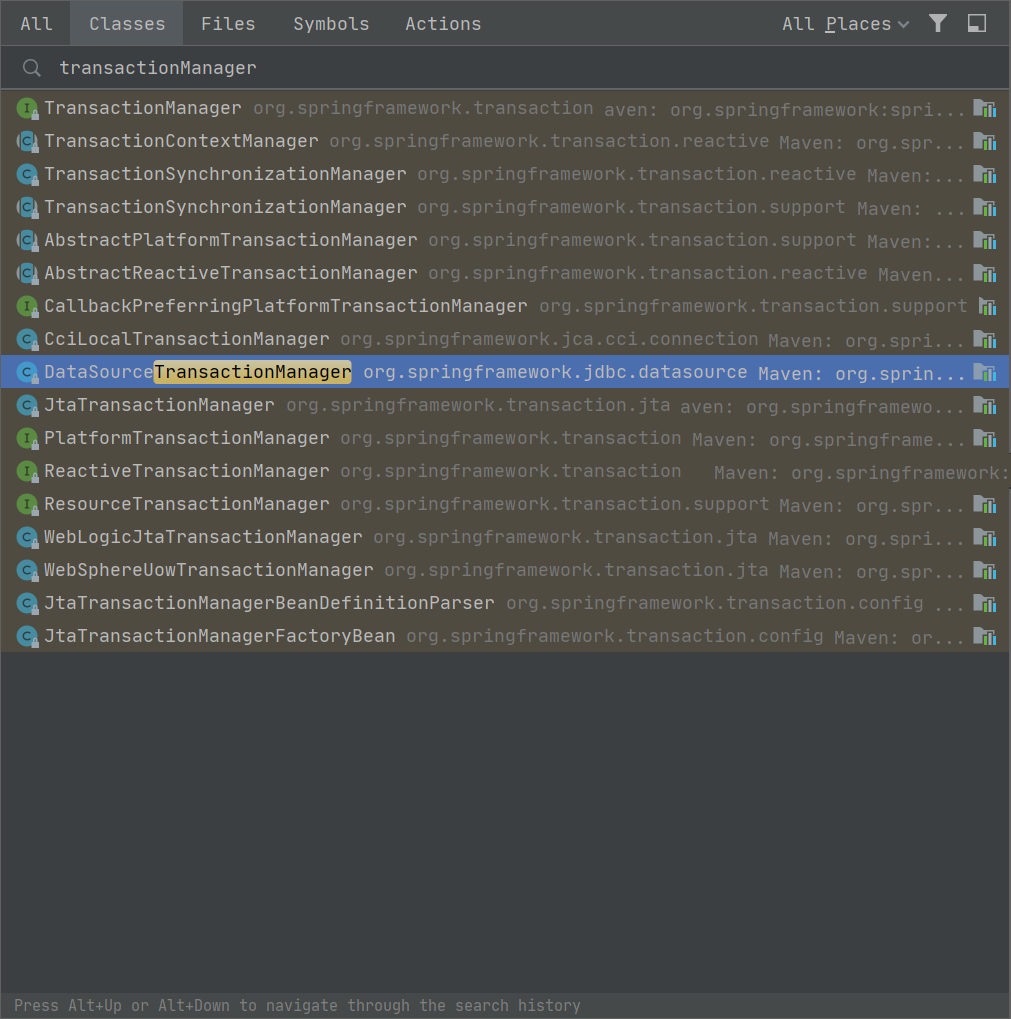 All Classes Files Symbols Actions All Places
transactionManager
TransactionManager org.springframework.transaction aven: org.springframework:spri...
TransactionContextManager org.springframework.transaction.reactive Maven: org.spr...
TransactionSynchronizationManager org.springframework.transaction.reactive Maven:...
TransactionSynchronizationManager org.springframework.transaction.support Maven: ...
AbstractPlatformTransactionManager org.springframework.transaction.support Maven:...
AbstractReactiveTransactionManager org.springframework.transaction.reactive Maven...
CallbackPreferringPlatformTransactionManager org.springframework.transaction.support
CciLocalTransactionManager org.springframework.jca.cci.connection Maven: org.spri...
DataSourceTransactionManager org.springframework.jdbc.datasource Maven: org.sprin...
JtaTransactionManager org.springframework.transaction.jta aven: org.springframewo...
PlatformTransactionManager org.springframework.transaction Maven: org.springframe...
ReactiveTransactionManager org.springframework.transaction Maven: org.springframework:
ResourceTransactionManager org.springframework.transaction.support Maven: org.spr...
WebLogicJtaTransactionManager org.springframework.transaction.jta Maven: org.spri...
WebSphereUowTransactionManager org.springframework.transaction.jta Maven: org.spr...
JtaTransactionManagerBeanDefinitionParser org.springframework.transaction.config ...
JtaTransactionManagerFactoryBean org.springframework.transaction.config Maven: or...
Press Alt+Up or Alt+Down to navigate through the search history